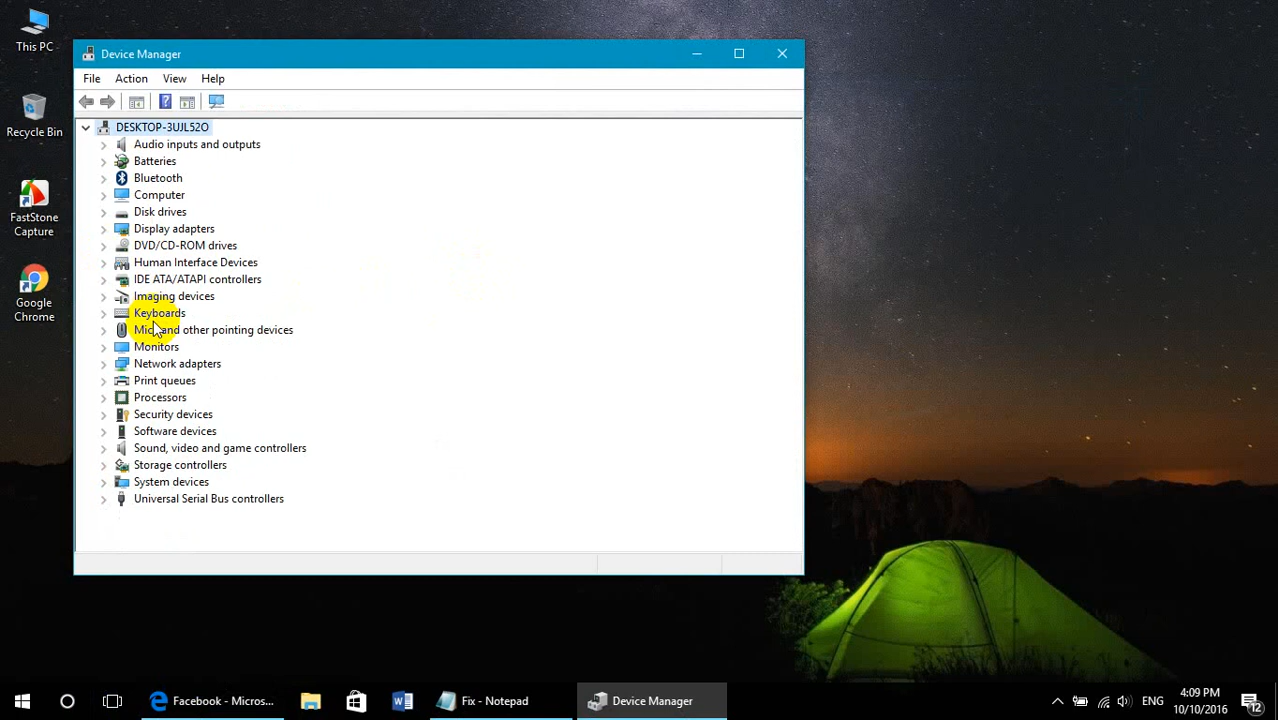 This PC
Recycle Bin
FastStone
Capture
Google
Chrome
Device Manager
File Action View Help
DESKTOP-3UJL52O
Audio inputs and outputs
Batteries
Bluetooth
Computer
Disk drives
Display adapters
DVD/CD-ROM drives
Human Interface Devices
IDE ATA/ATAPI controllers
Imaging devices
Keyboards
and other pointing devices
Monitors
Network adapters
Print queues
Processors
Security devices
Software devices
Sound, video and game controllers
Storage controllers
System devices
Universal Serial Bus controllers
Facebook - Micros...
Fix - Notepad
Device Manager
ENG
4:09 PM
10/10/2016
12